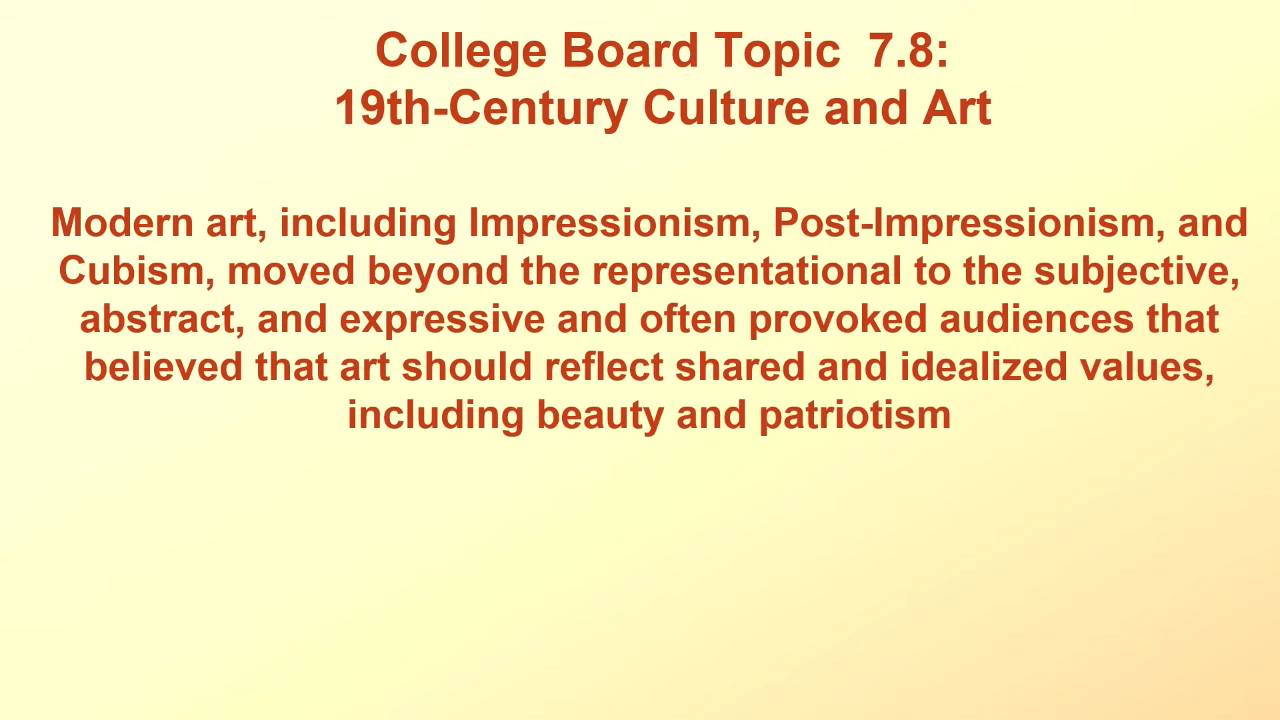 College Board Topic  7.8:
19th-Century Culture and Art
Modern art, including Impressionism, Post-Impressionism, and
Cubism, moved beyond the representational to the subjective,
abstract, and expressive and often provoked audiences that
believed that art should reflect shared and idealized values,
including beauty and patriotism